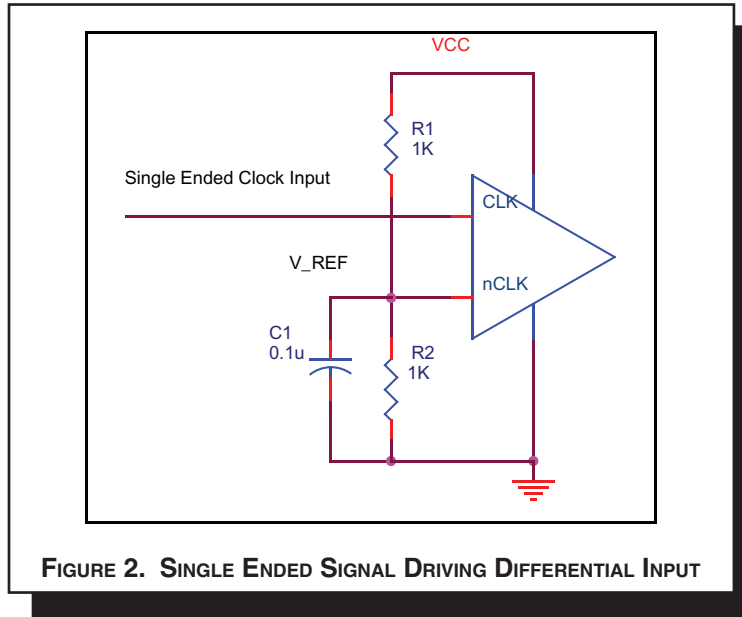 VCC
R1
1K
Single Ended Clock Input
CLK
V_REF
nCLK
C1
0.1u
R2
1K
FIGURE 2. SINGLE ENDED SIGNAL DRIVING DIFFERENTIAL INPUT